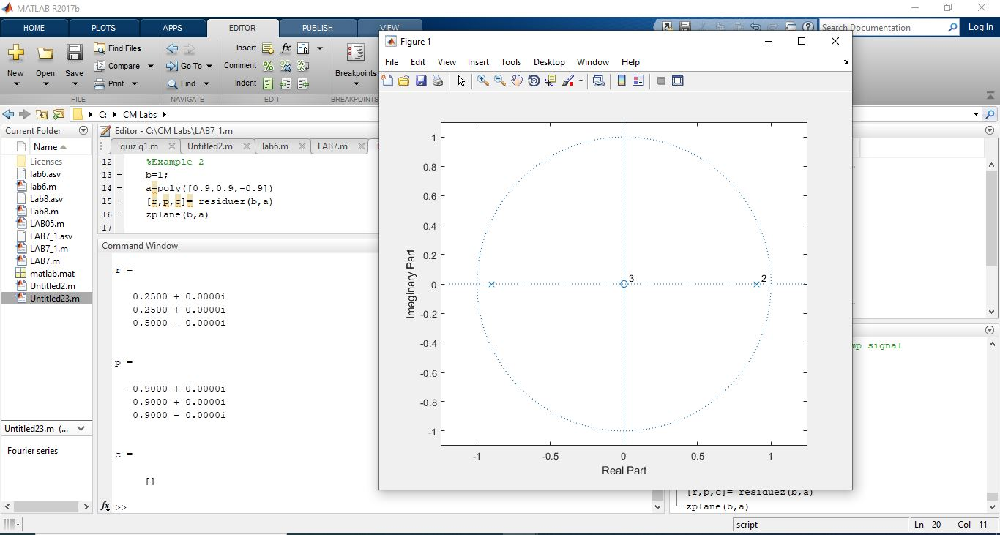 MATLAB R2017b
HOME PLOTS APPS EDITOR PUBLISH VIEW
Search Documentation Log In
New Open Save
Find Files
Compare
Print
FILE
Go To
Find
NAVIGATE
Insert fx
Comment
Indent
EDIT
Breakpoints
BREAKPOINTS
C: CM Labs
Current Folder
Name
Licenses
lab6.asv
lab6.m
Lab8.asv
Lab8.m
LAB05.m
LAB7_1.asv
LAB7_1.m
LAB7.m
matlab.mat
Untitled2.m
Untitled23.m
Untitled23.m (...
Fourier series
Editor - C:\CM Labs\LAB7_1.m
quiz q1.m Untitled2.m lab6.m LAB7.m
12 %Example 2
13 – b=1;
14 – a=poly([0.9,0.9,-0.9])
15 – [r,p,c]= residuez(b,a)
16 – zplane(b,a)
17
Command Window
r =
0.2500 + 0.0000i
0.2500 + 0.0000i
0.5000 - 0.0000i
p =
-0.9000 + 0.0000i
0.9000 + 0.0000i
0.9000 - 0.0000i
c =
[]
fx >>
Figure 1
File Edit View Insert Tools Desktop Window Help
1
0.8
0.6
0.4
0.2
0
-0.2
-0.4
-0.6
-0.8
-1
Imaginary Part
3
2
-1 -0.5 0 0.5 1
Real Part
mp signal
[r,p,c]= residuez(b,a)
zplane(b,a)
script Ln 20 Col 11